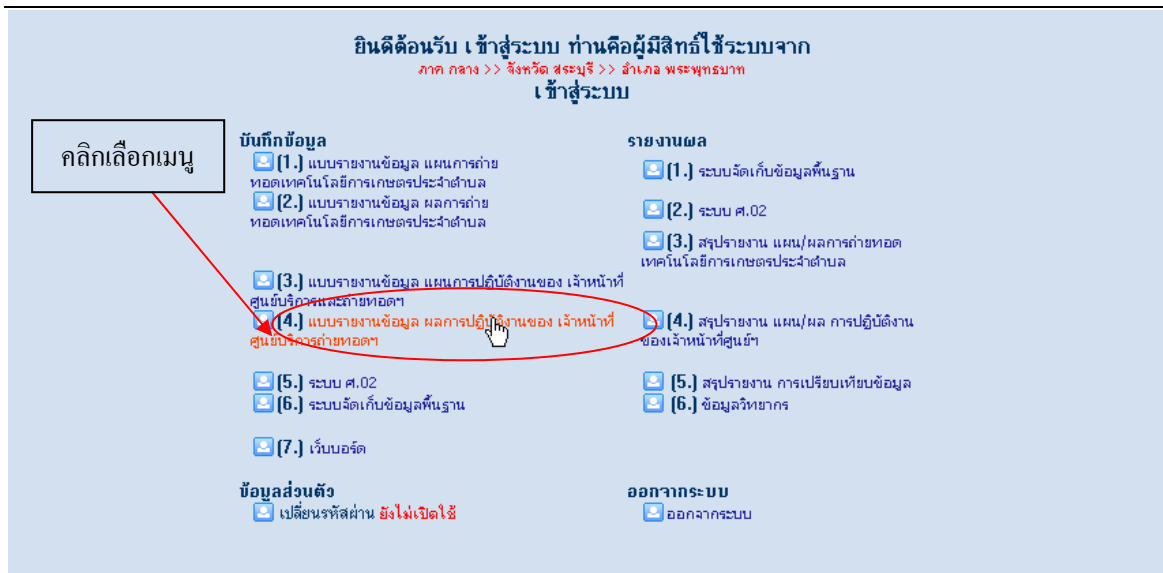 ยินดีต้อนรับ เข้าสู่ระบบ ท่านคือผู้มีสิทธิ์ใช้ระบบจาก
ภาค กลาง >> จังหวัด สระบุรี >> อำเภอ พระพุทธบาท
เข้าสู่ระบบ
คลิกเลือกเมนู
บันทึกข้อมูล
(1.) แบบรายงานข้อมูล แผนการถ่าย
ทอดเทคโนโลยีการเกษตรประจำตำบล
(2.) แบบรายงานข้อมูล ผลการถ่าย
ทอดเทคโนโลยีการเกษตรประจำตำบล
(3.) แบบรายงานข้อมูล แผนการปฏิบัติงานของ เจ้าหน้าที่
ศูนย์บริการและถ่ายทอดฯ
(4.) แบบรายงานข้อมูล ผลการปฏิบัติงานของ เจ้าหน้าที่
ศูนย์บริการถ่ายทอดฯ
(5.) ระบบ ศ.02
(6.) ระบบจัดเก็บข้อมูลพื้นฐาน
(7.) เว็บบอร์ด
รายงานผล
(1.) ระบบจัดเก็บข้อมูลพื้นฐาน
(2.) ระบบ ศ.02
(3.) สรุปรายงาน แผน/ผลการถ่ายทอด
เทคโนโลยีการเกษตรประจำตำบล
(4.) สรุปรายงาน แผน/ผล การปฏิบัติงาน
ของเจ้าหน้าที่ศูนย์ฯ
(5.) สรุปรายงาน การเปรียบเทียบข้อมูล
(6.) ข้อมูลวิทยากร
ข้อมูลส่วนตัว
เปลี่ยนรหัสผ่าน ยังไม่เปิดใช้
ออกจากระบบ
ออกจากระบบ